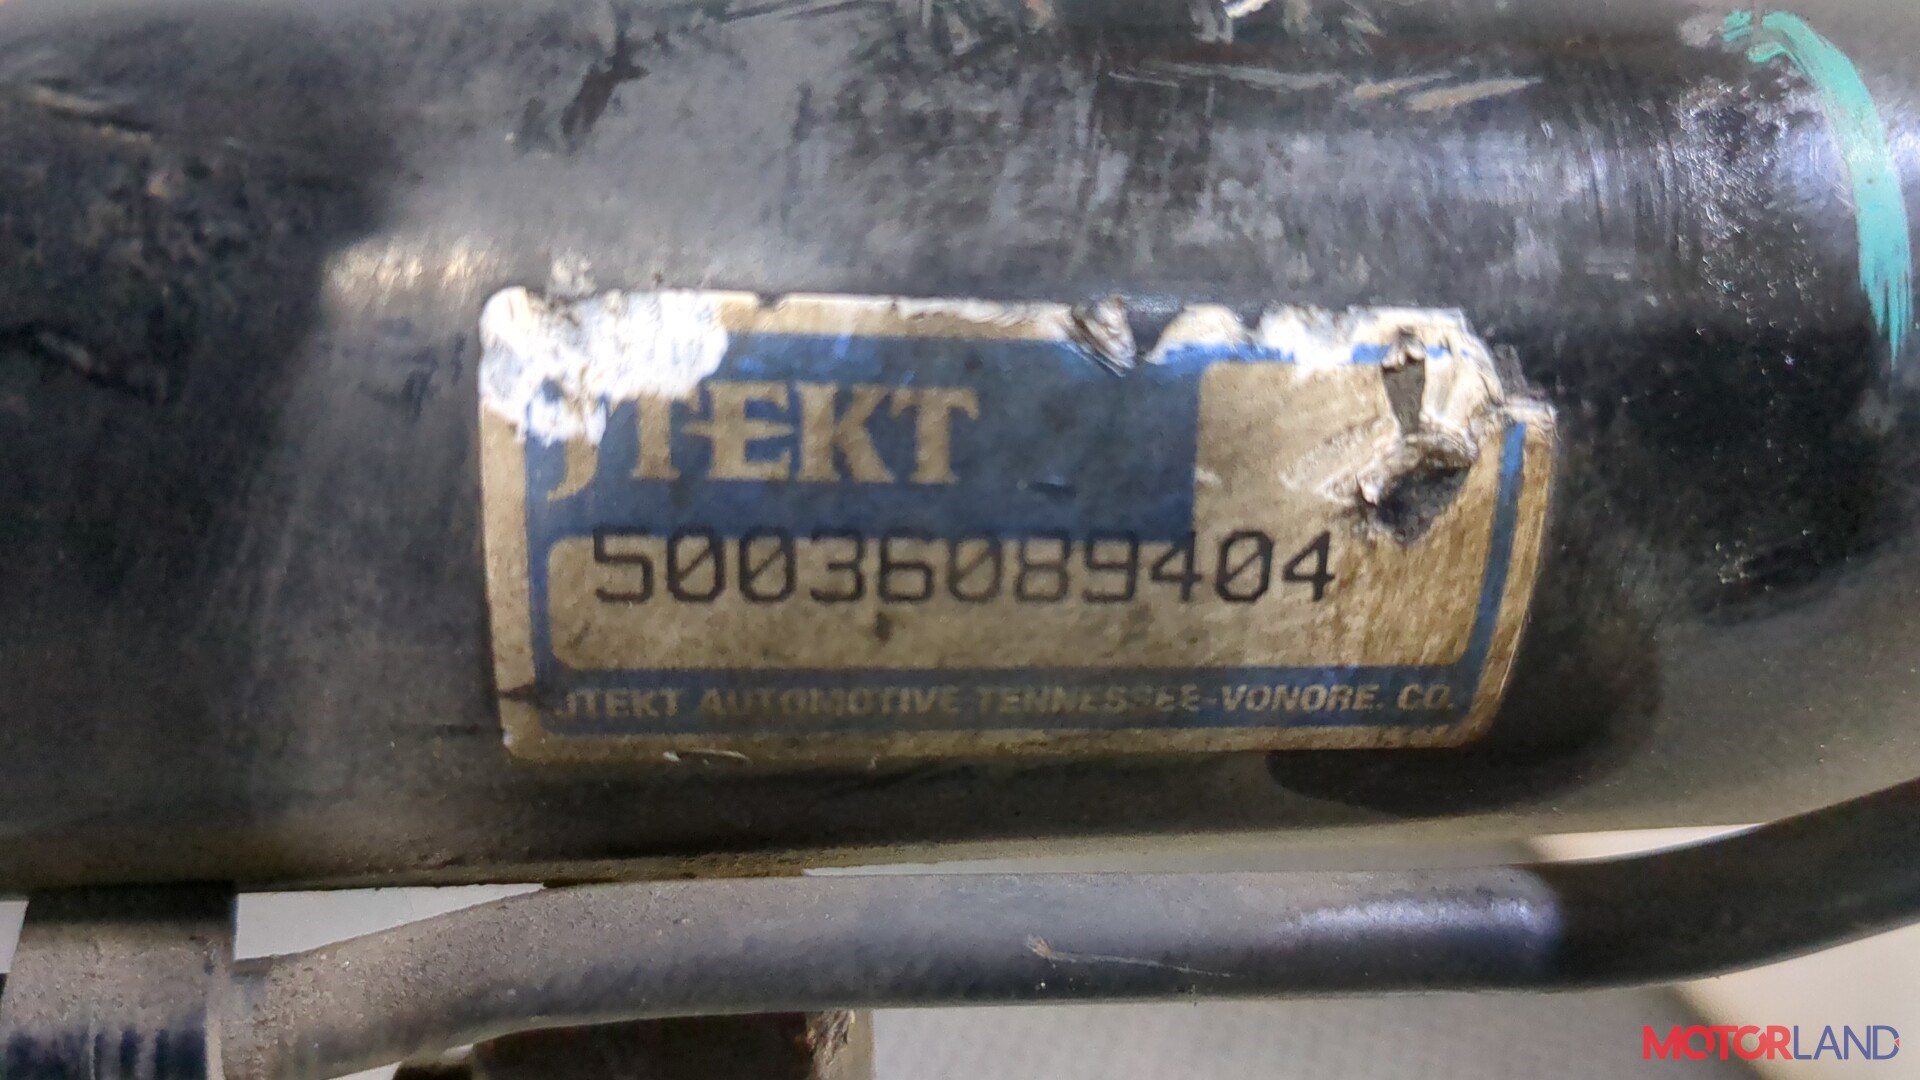 JTEKT
50036089404
JTEKT AUTOMOTIVE TENNESSEE-VONORE. CO.
MOTORLAND